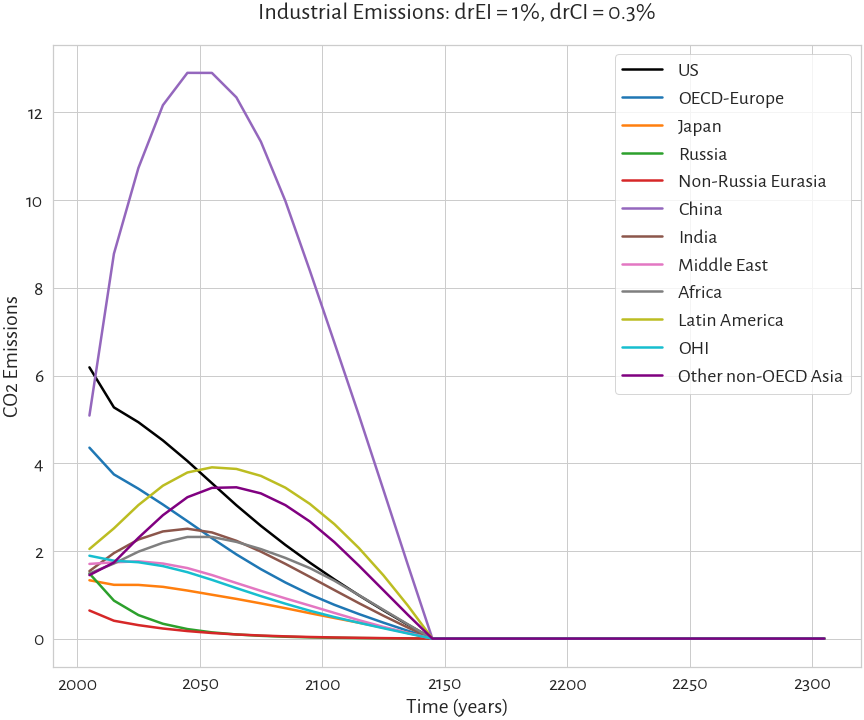 Industrial Emissions: drEI = 1%, drCI = 0.3%
CO2 Emissions
12
10
8
6
4
2
0
2000 2050 2100 2150 2200 2250 2300
Time (years)
US
OECD-Europe
Japan
Russia
Non-Russia Eurasia
China
India
Middle East
Africa
Latin America
OHI
Other non-OECD Asia